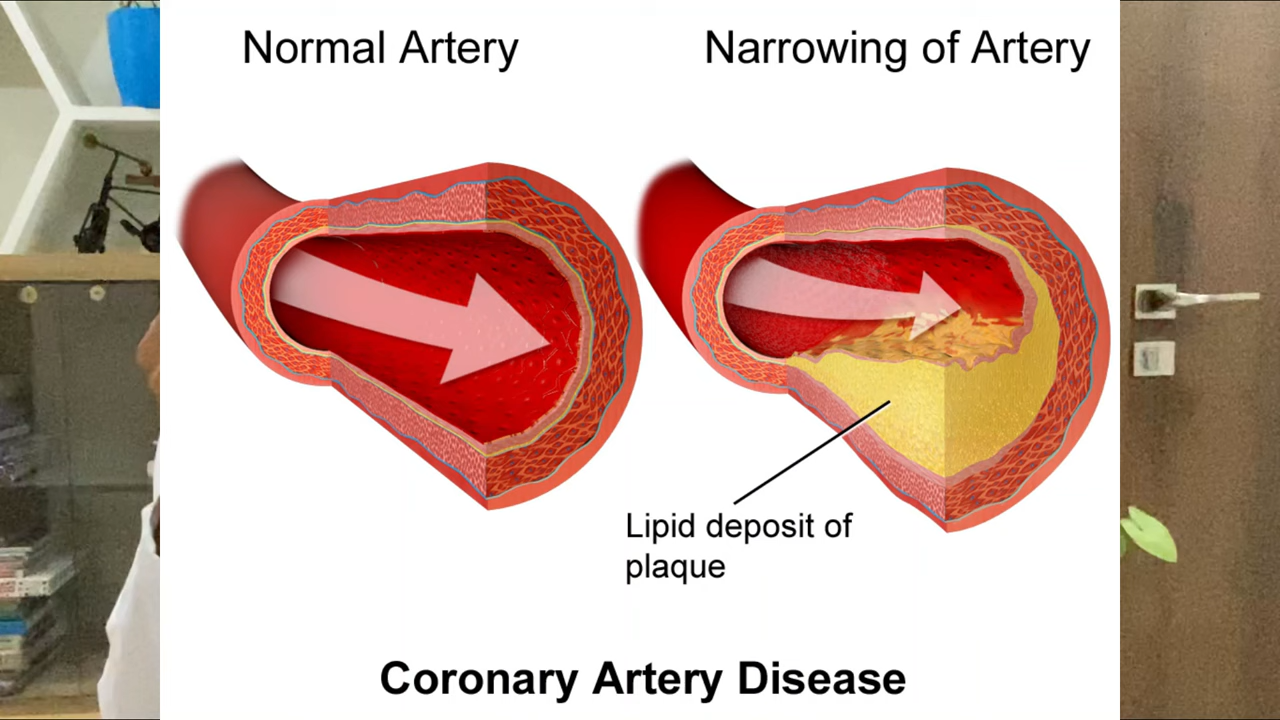 Normal Artery
Narrowing of Artery
Lipid deposit of
plaque
Coronary Artery Disease